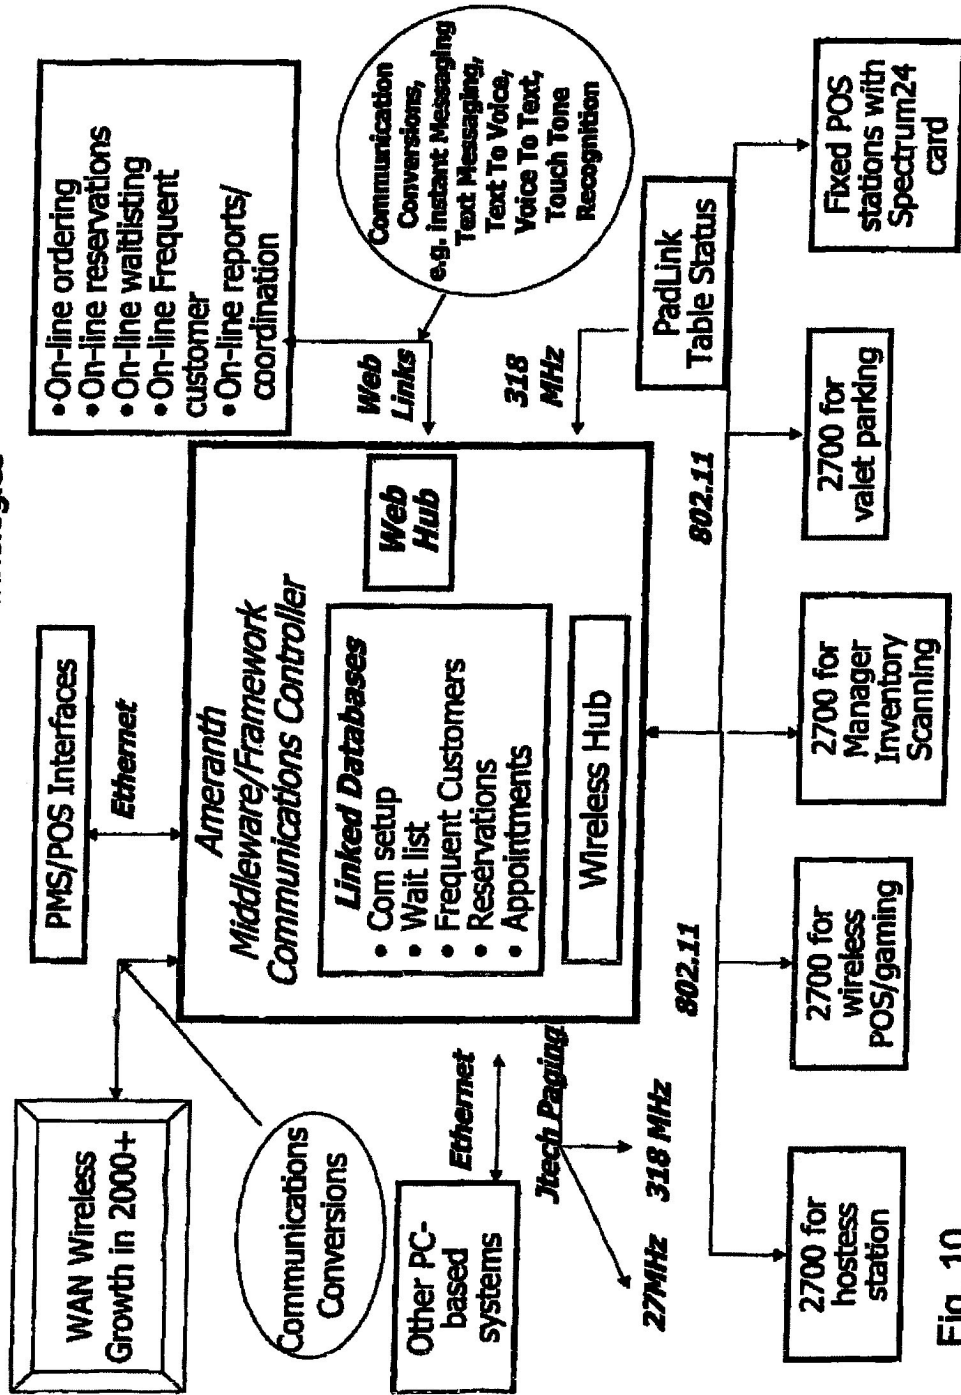 WAN Wireless
Growth in 2000+
PMS/POS Interfaces
Ethernet
•On-line ordering
•On-line reservations
•On-line waitlisting
•On-line Frequent
customer
•On-line reports/
coordination
Communications
Conversions
Ameranth
Middleware/Framework
Communications Controller
Linked Databases
• Com setup
• Wait list
• Frequent Customers
• Reservations
• Appointments
Web
Hub
Wireless Hub
Web
Links
Communication
Conversions,
e.g. instant Messaging
Text Messaging,
Text To Voice,
Voice To Text,
Touch Tone
Recognition
Other PC-
based
systems
Ethernet
Jtech Paging
27MHz
318 MHz
318
MHz
PadLink
Table Status
802.11
802.11
2700 for
hostess
station
2700 for
wireless
POS/gaming
2700 for
Manager
Inventory
Scanning
2700 for
valet parking
Fixed POS
stations with
Spectrum24
card
Fig. 10